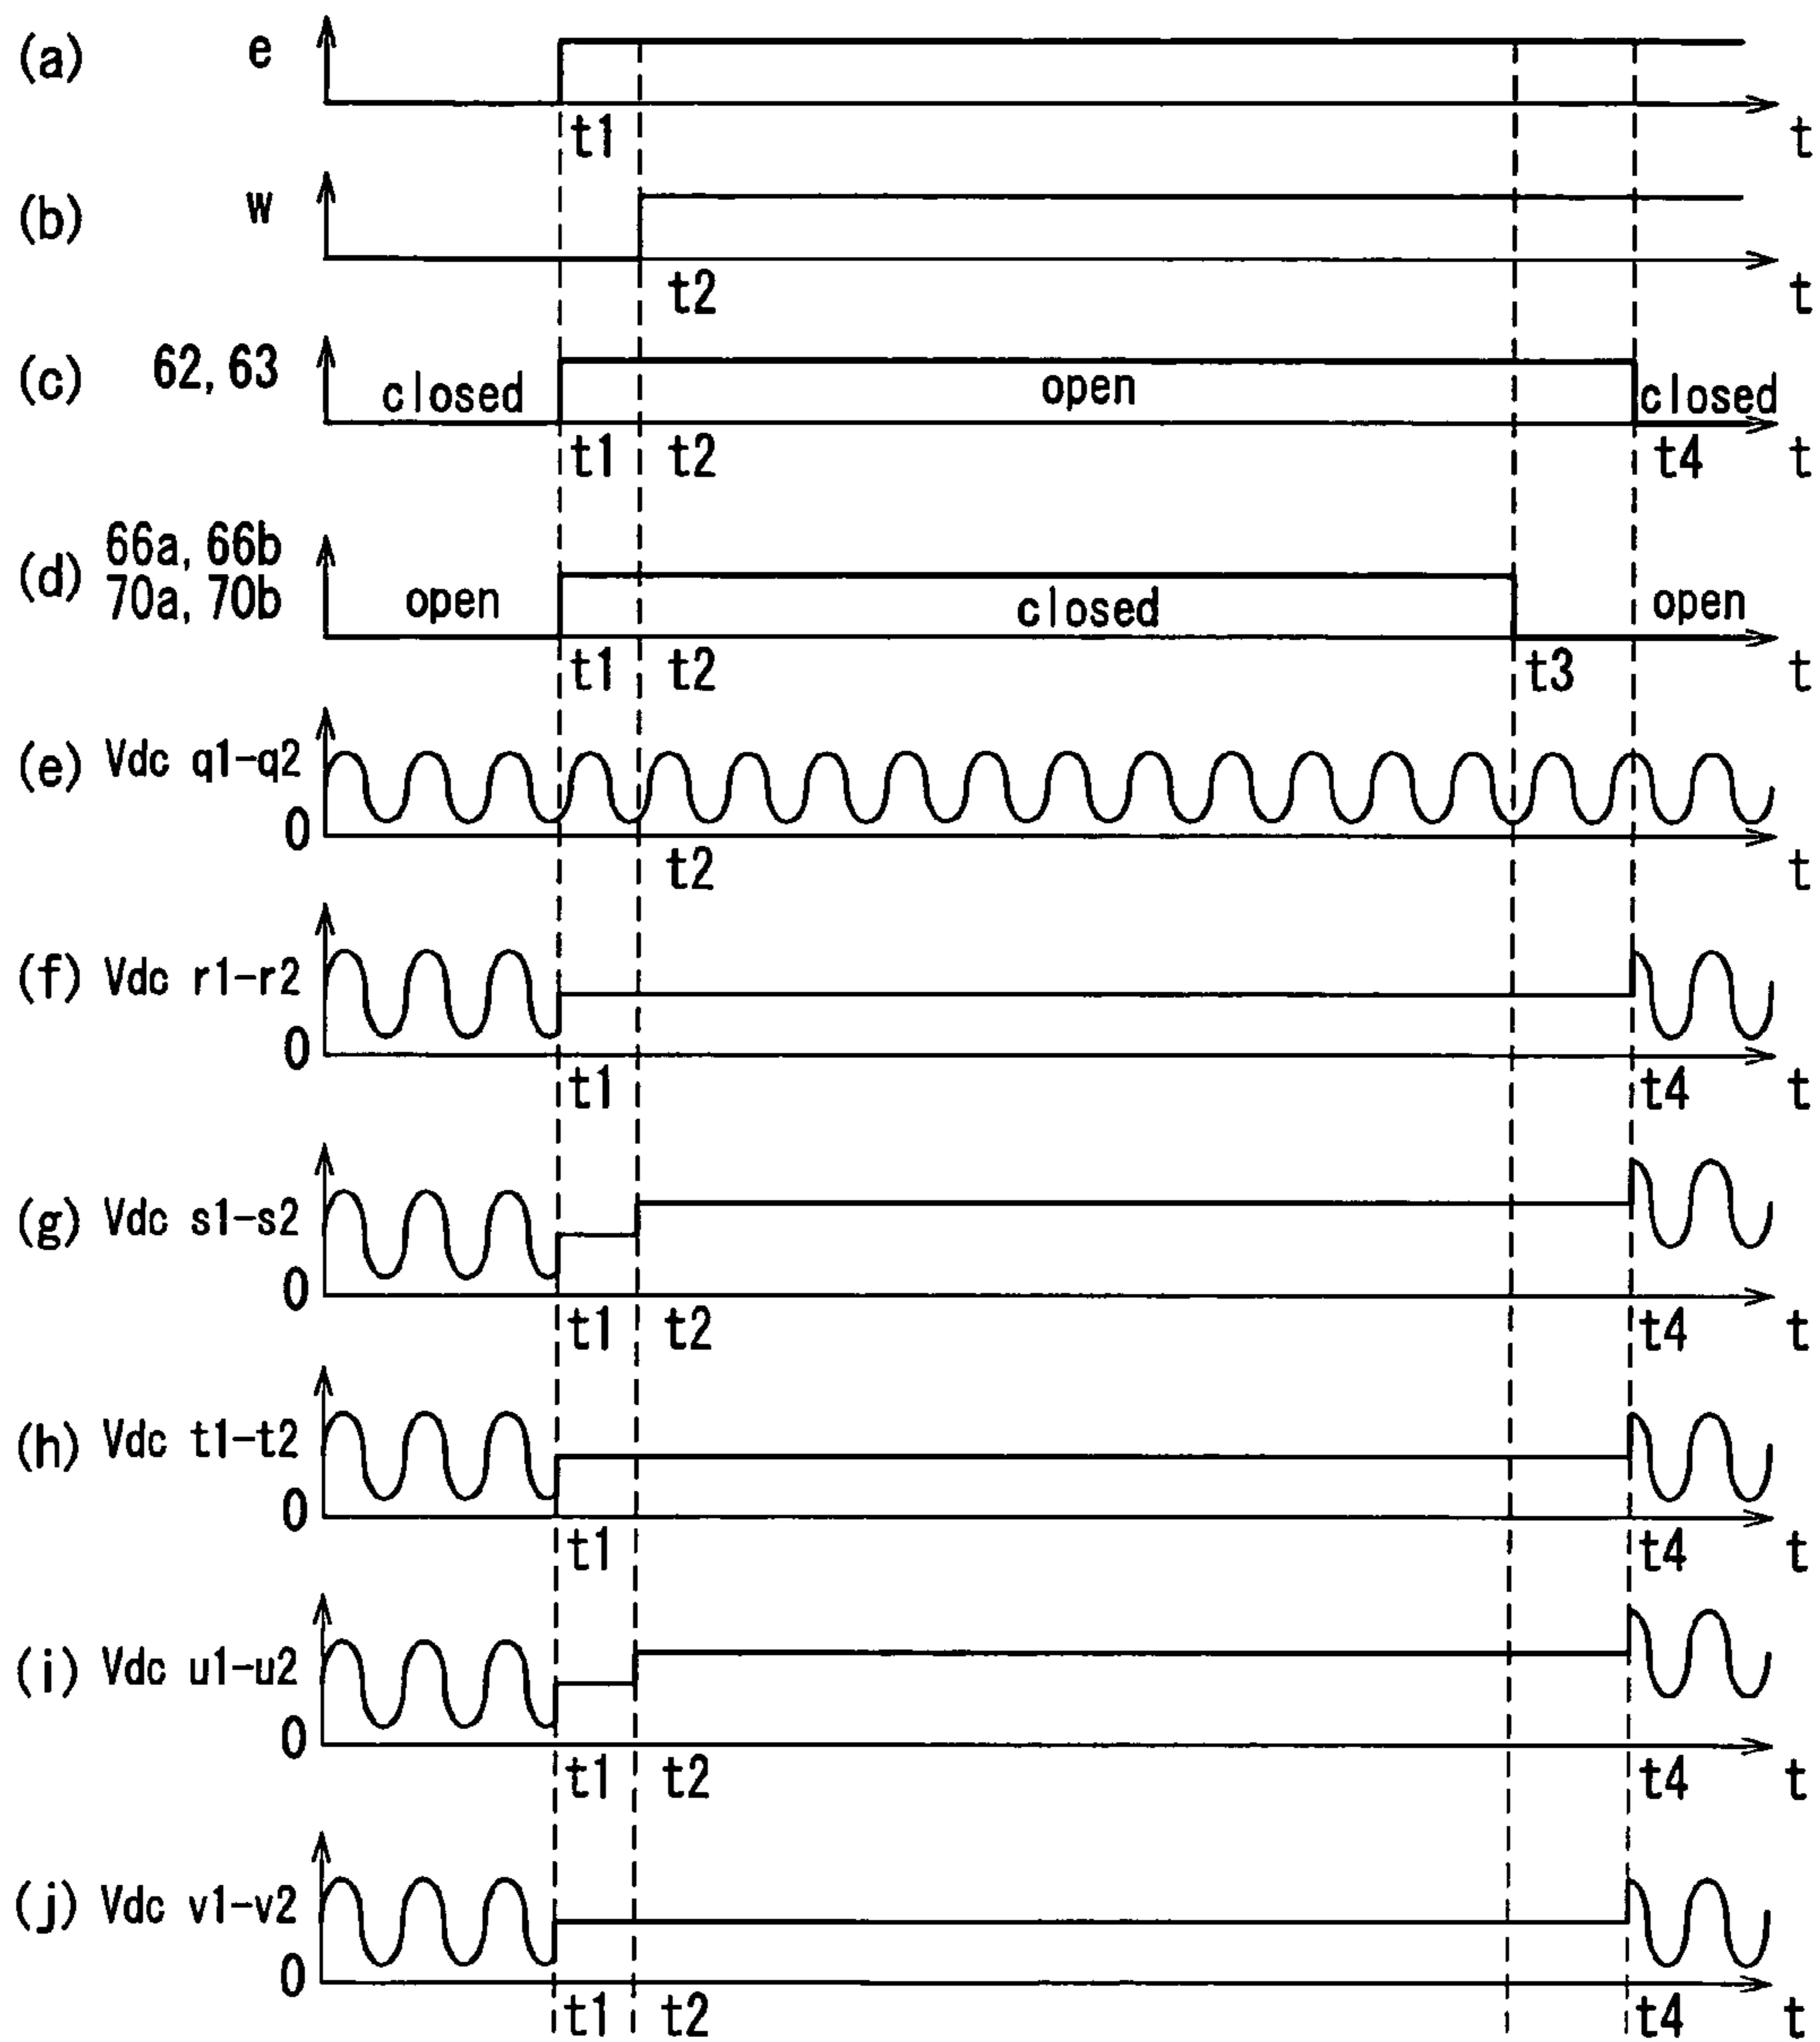 (a) e
t1 t
(b) w
t2 t
(c) 62, 63
closed open closed
t1 t2 t4 t
(d) 66a, 66b
70a, 70b
open closed open
t1 t2 t3 t
(e) Vdc q1-q2
0
t2 t
(f) Vdc r1-r2
0
t1 t4 t
(g) Vdc s1-s2
0
t1 t2 t4 t
(h) Vdc t1-t2
0
t1 t4 t
(i) Vdc u1-u2
0
t1 t2 t4 t
(j) Vdc v1-v2
0
t1 t2 t4 t